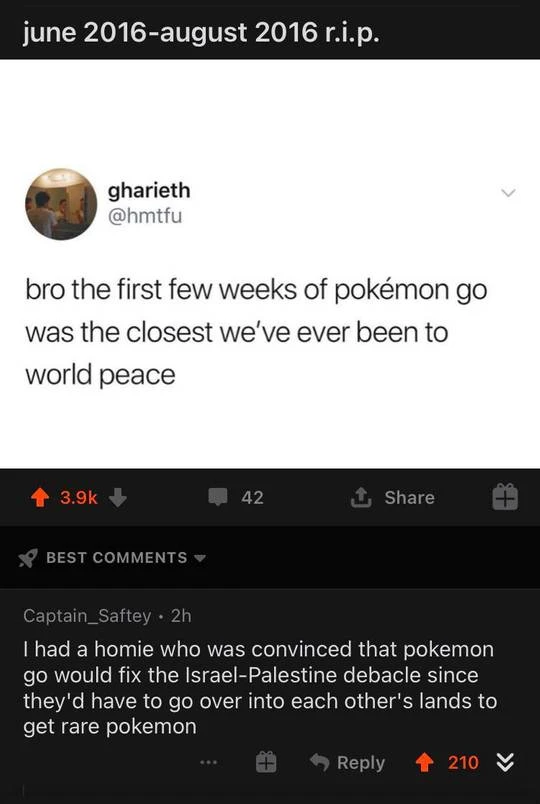 june 2016-august 2016 r.i.p.
gharieth
@hmtfu
bro the first few weeks of pokémon go
was the closest we've ever been to
world peace
3.9k
42
Share
BEST COMMENTS
Captain_Saftey • 2h
I had a homie who was convinced that pokemon
go would fix the Israel-Palestine debacle since
they'd have to go over into each other's lands to
get rare pokemon
... Reply 210